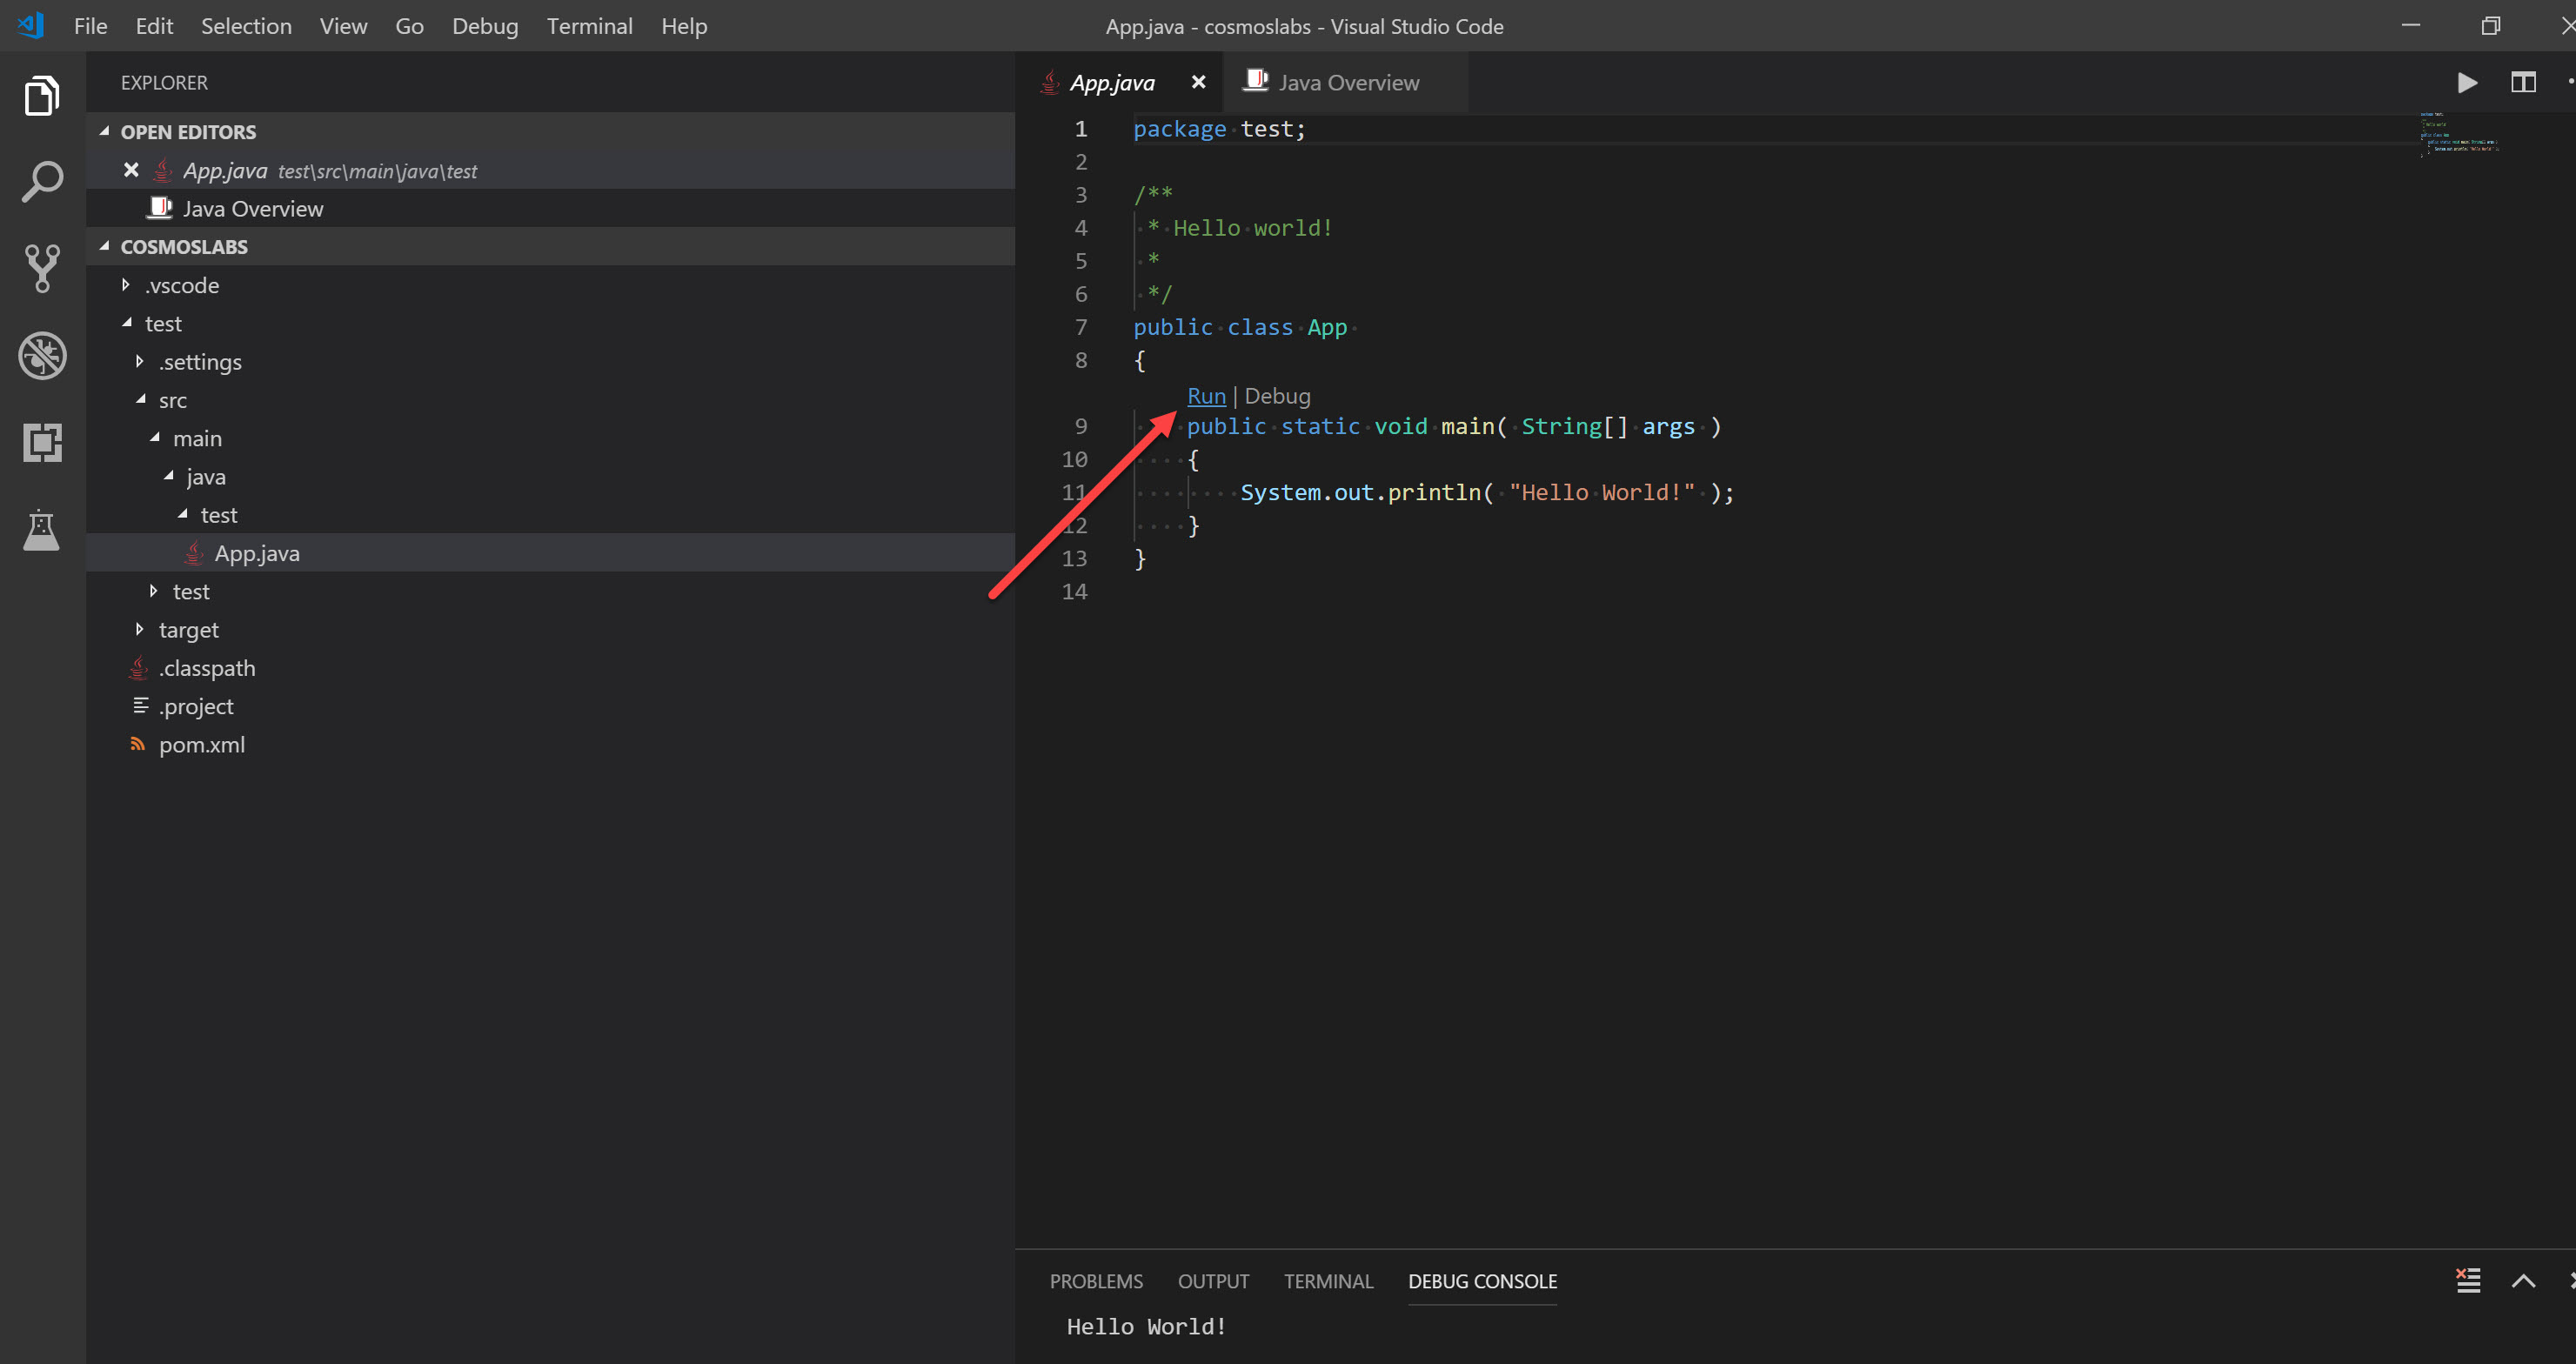 File Edit Selection View Go Debug Terminal Help
App.java - cosmoslabs - Visual Studio Code
EXPLORER
OPEN EDITORS
App.java test\src\main\java\test
Java Overview
COSMOSLABS
.vscode
test
.settings
src
main
java
test
App.java
test
target
.classpath
.project
pom.xml
App.java
Java Overview
1 package test;
2
3 /**
4 * Hello world!
5 *
6 */
7 public class App
8 {
Run | Debug
9 public static void main( String[] args )
10 {
11 System.out.println( "Hello World!" );
12 }
13 }
14
PROBLEMS OUTPUT TERMINAL DEBUG CONSOLE
Hello World!